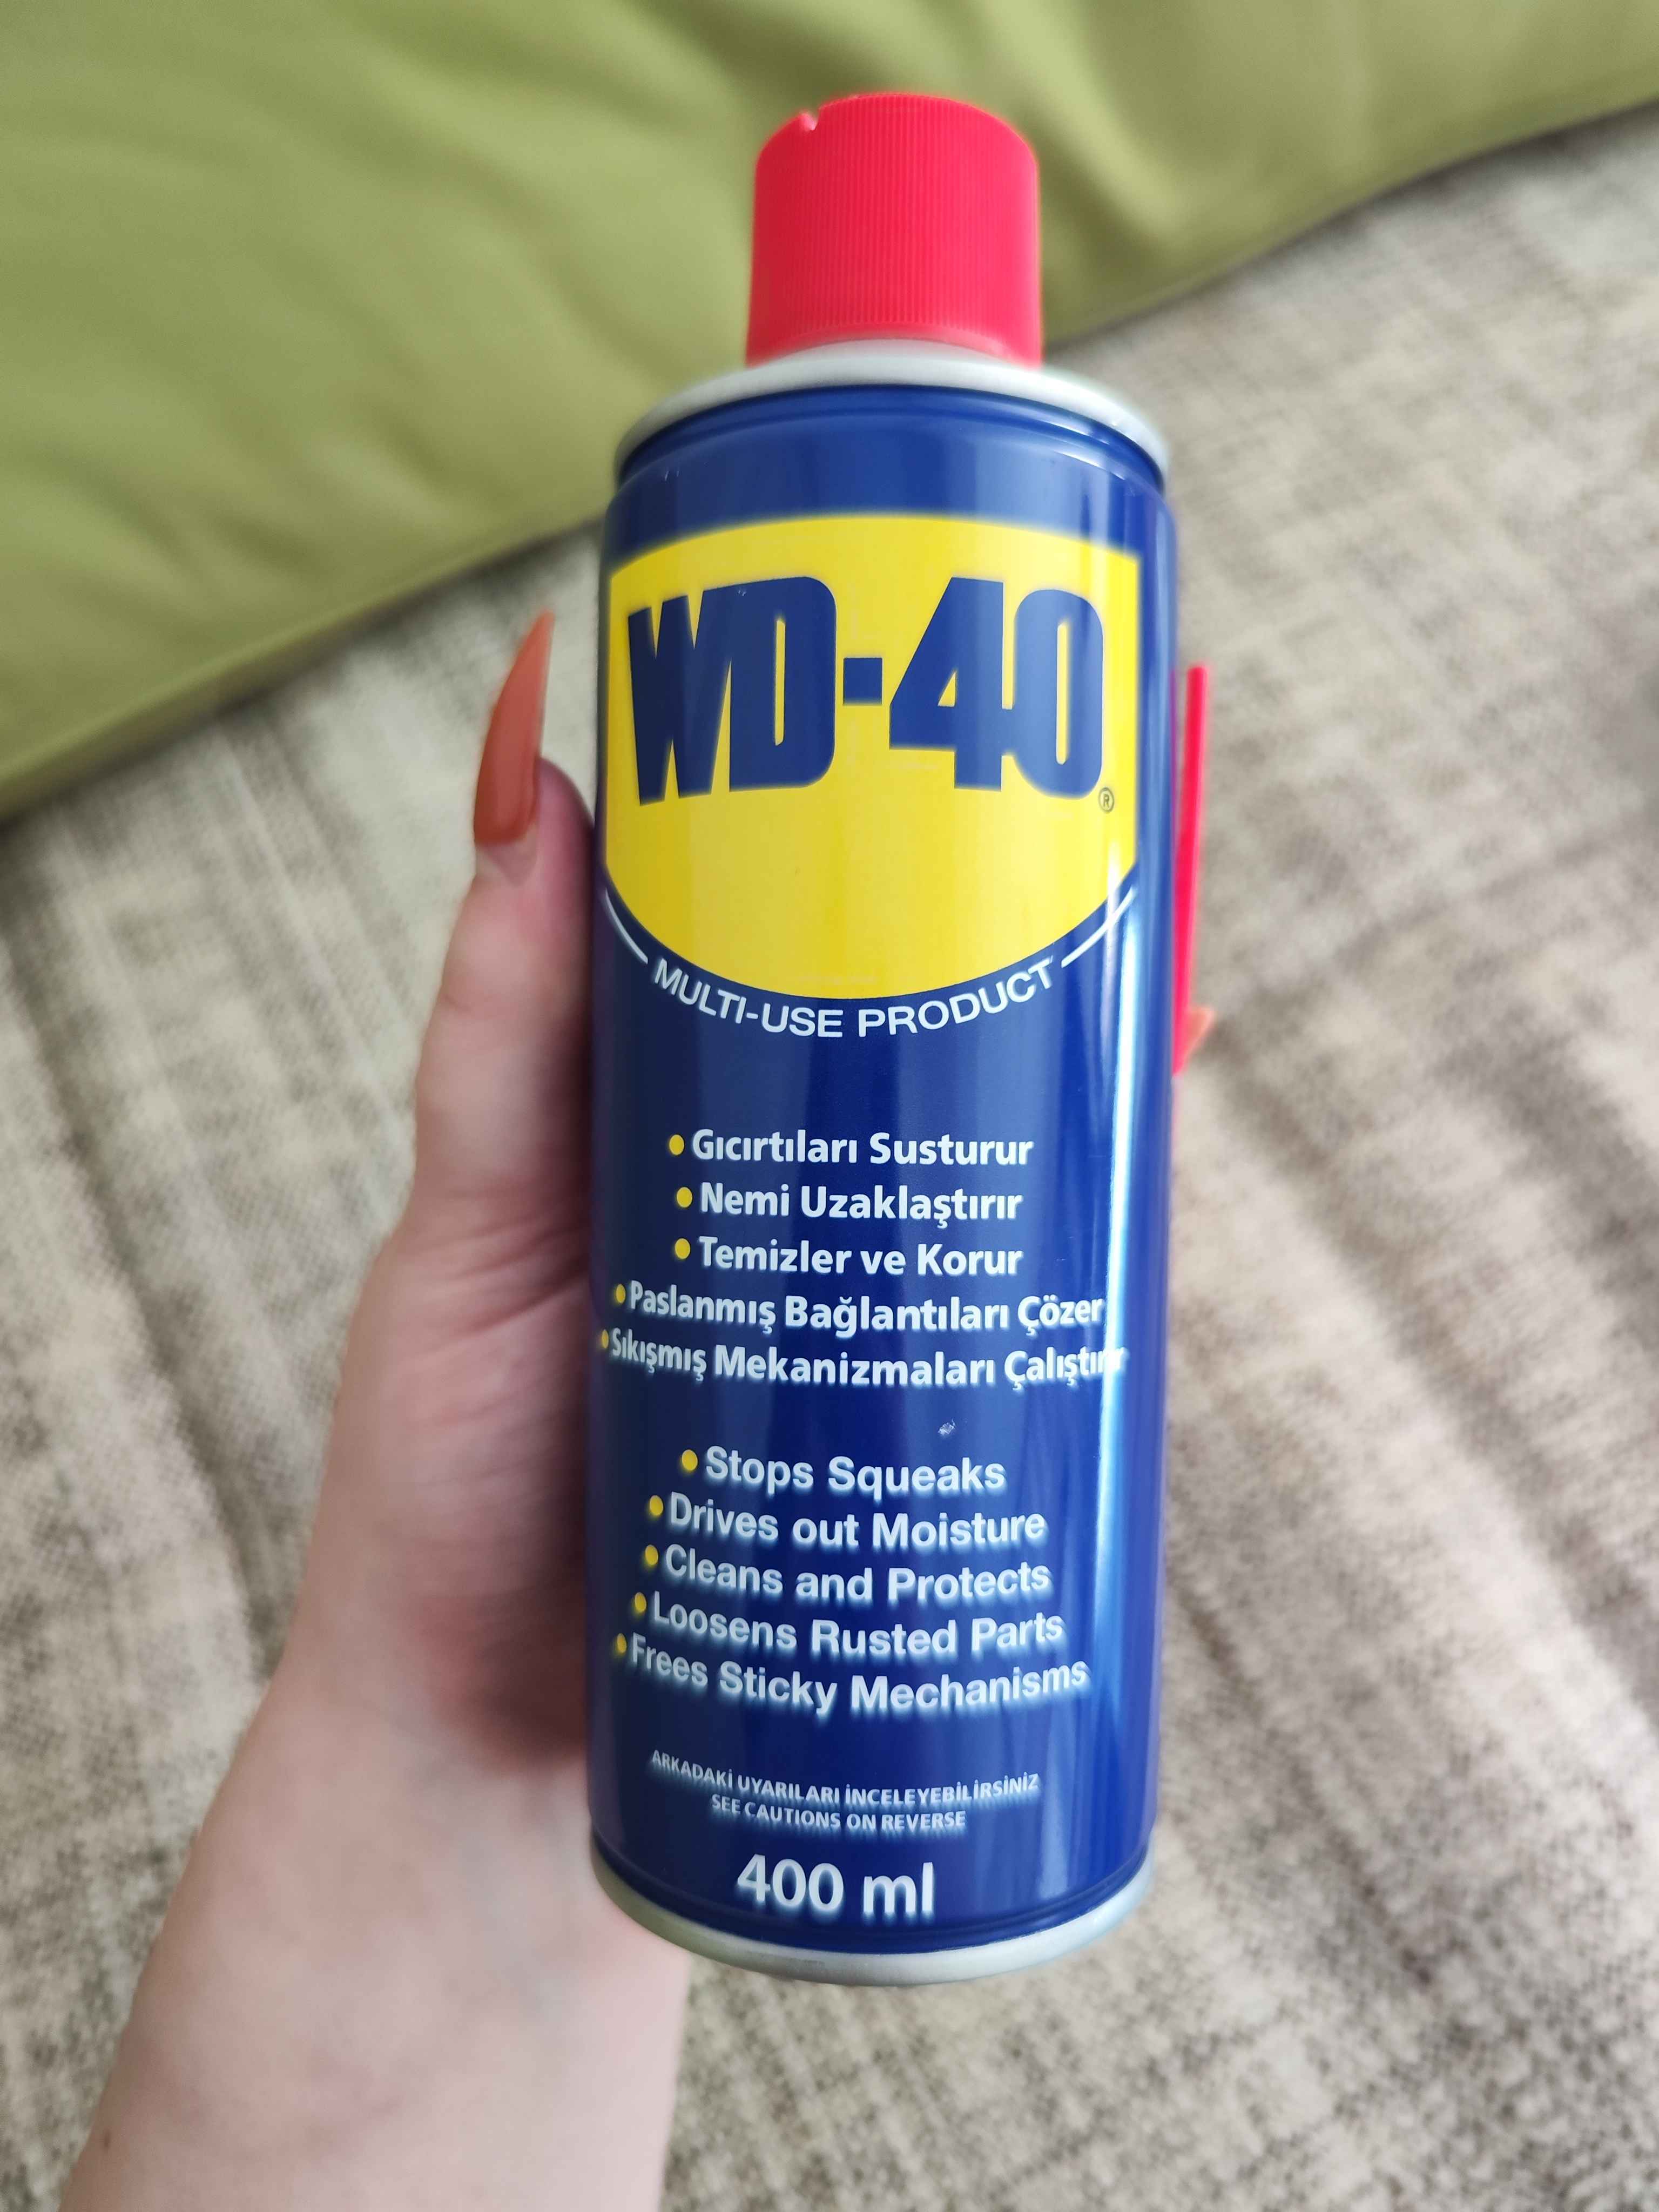 WD-40®
MULTI-USE PRODUCT
• Gıcırtıları Susturur
• Nemi Uzaklaştırır
• Temizler ve Korur
• Paslanmış Bağlantıları Çözer
• Sıkışmış Mekanizmaları Çalıştırır
• Stops Squeaks
• Drives out Moisture
• Cleans and Protects
• Loosens Rusted Parts
• Frees Sticky Mechanisms
ARKADAKİ UYARILARI İNCELEYEBİLİRSİNİZ
SEE CAUTIONS ON REVERSE
400 ml